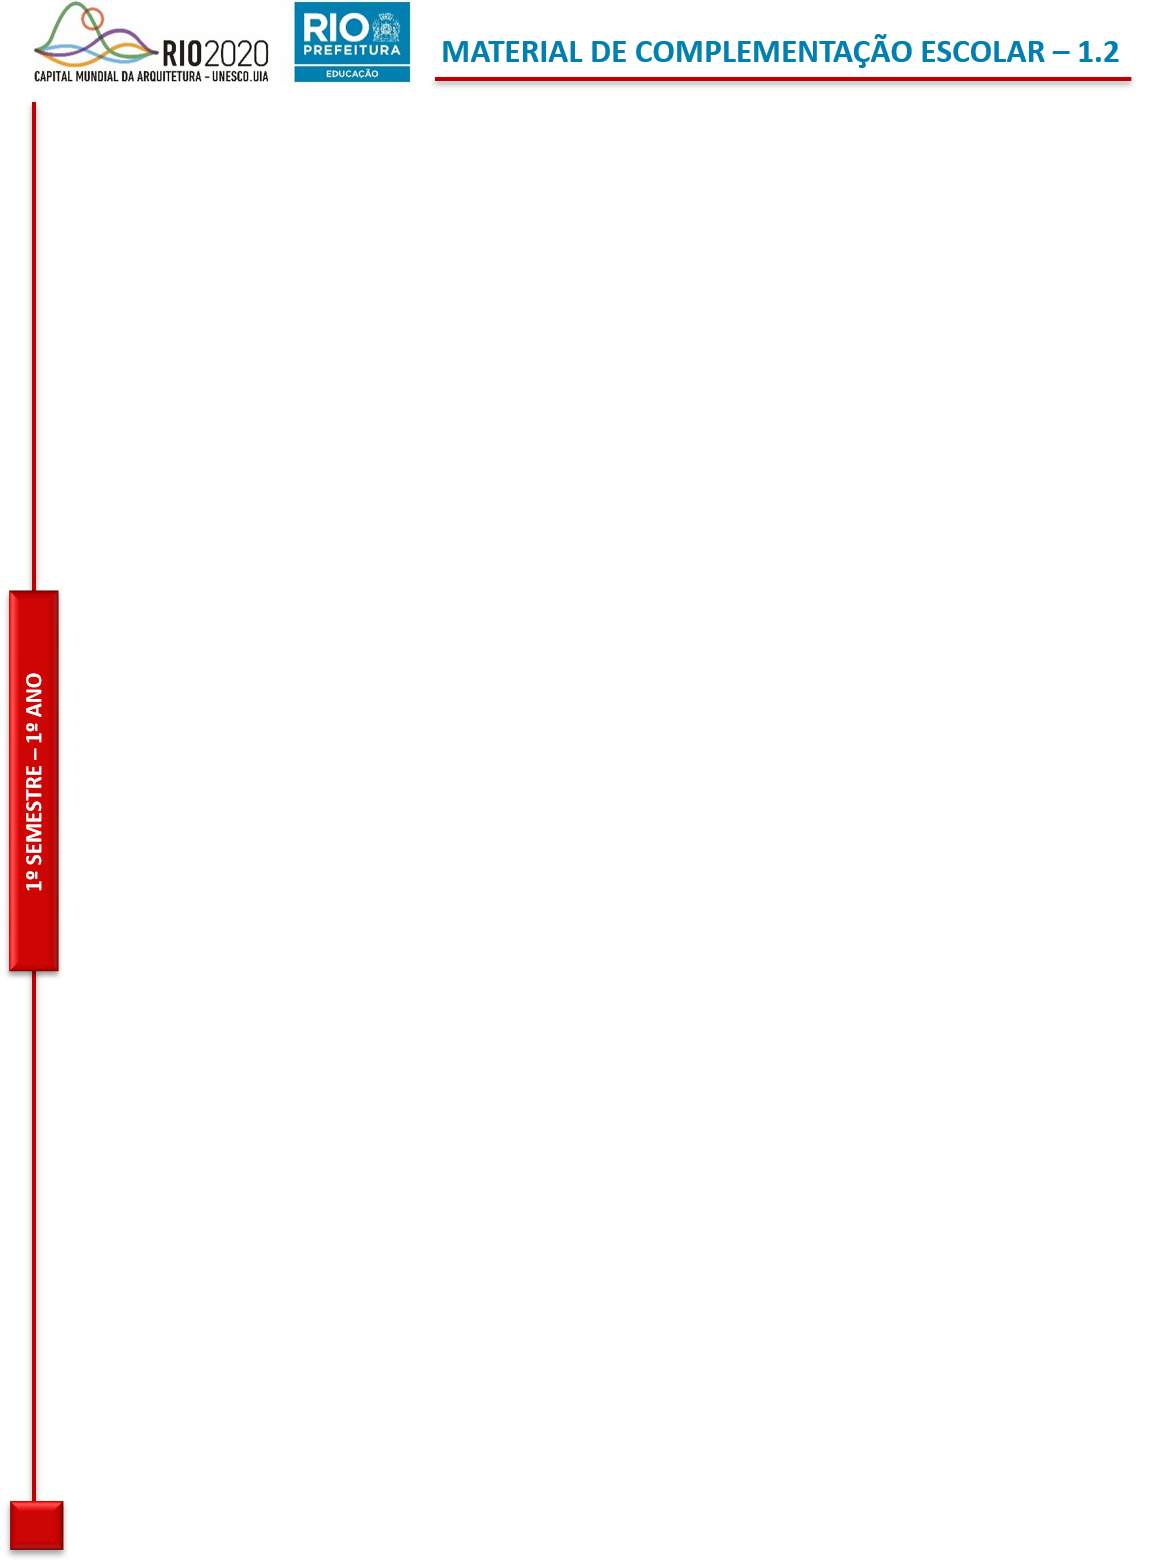 RIO2020
CAPITAL MUNDIAL DA ARQUITETURA - UNESCO.UIA
RIO
PREFEITURA
EDUCAÇÃO
MATERIAL DE COMPLEMENTAÇÃO ESCOLAR – 1.2
1º SEMESTRE – 1º ANO